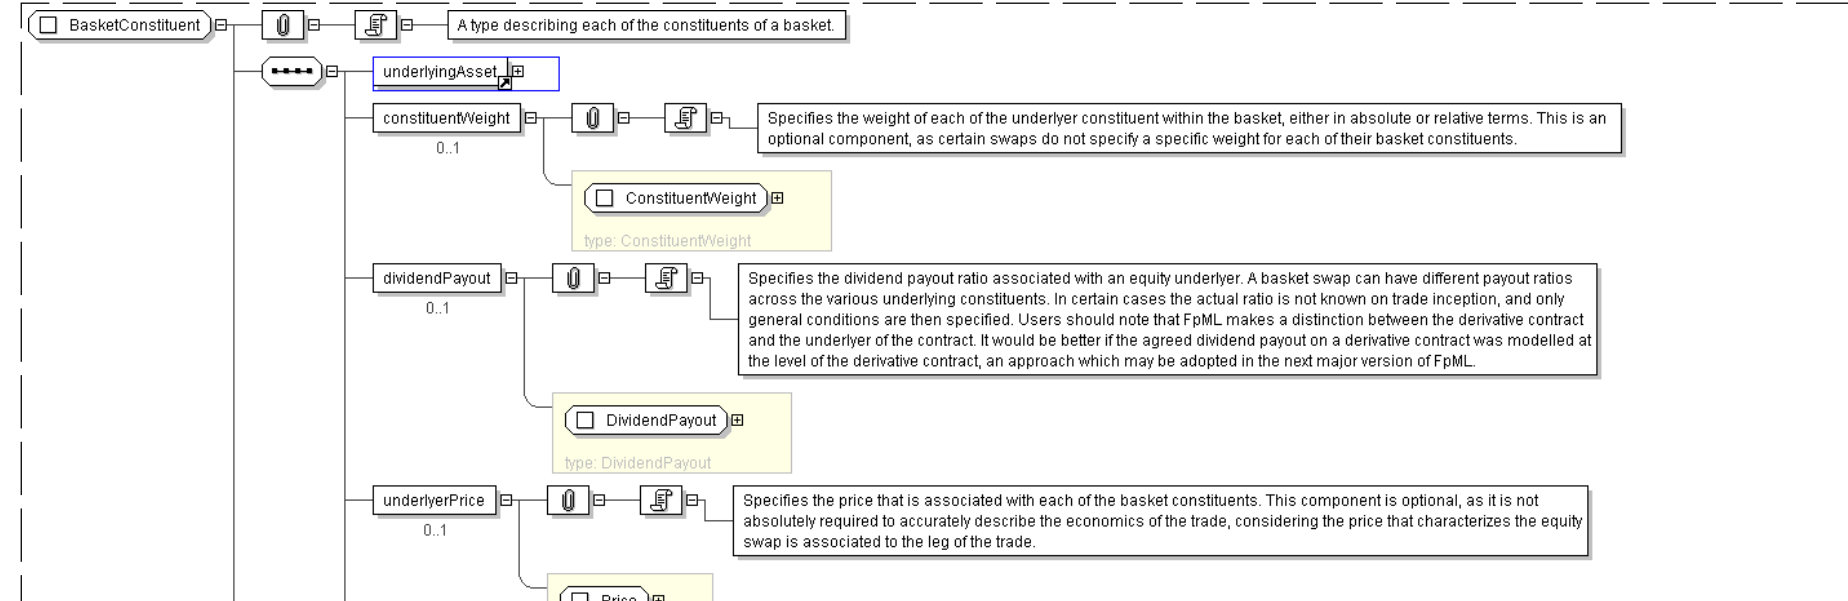 BasketConstituent
A type describing each of the constituents of a basket.
underlyingAsset
constituentWeight
0..1
Specifies the weight of each of the underlyer constituent within the basket, either in absolute or relative terms. This is an
optional component, as certain swaps do not specify a specific weight for each of their basket constituents.
ConstituentWeight
type: ConstituentWeight
dividendPayout
0..1
Specifies the dividend payout ratio associated with an equity underlyer. A basket swap can have different payout ratios
across the various underlying constituents. In certain cases the actual ratio is not known on trade inception, and only
general conditions are then specified. Users should note that FpML makes a distinction between the derivative contract
and the underlyer of the contract. It would be better if the agreed dividend payout on a derivative contract was modelled at
the level of the derivative contract, an approach which may be adopted in the next major version of FpML.
DividendPayout
type: DividendPayout
underlyerPrice
0..1
Specifies the price that is associated with each of the basket constituents. This component is optional, as it is not
absolutely required to accurately describe the economics of the trade, considering the price that characterizes the equity
swap is associated to the leg of the trade.
Price